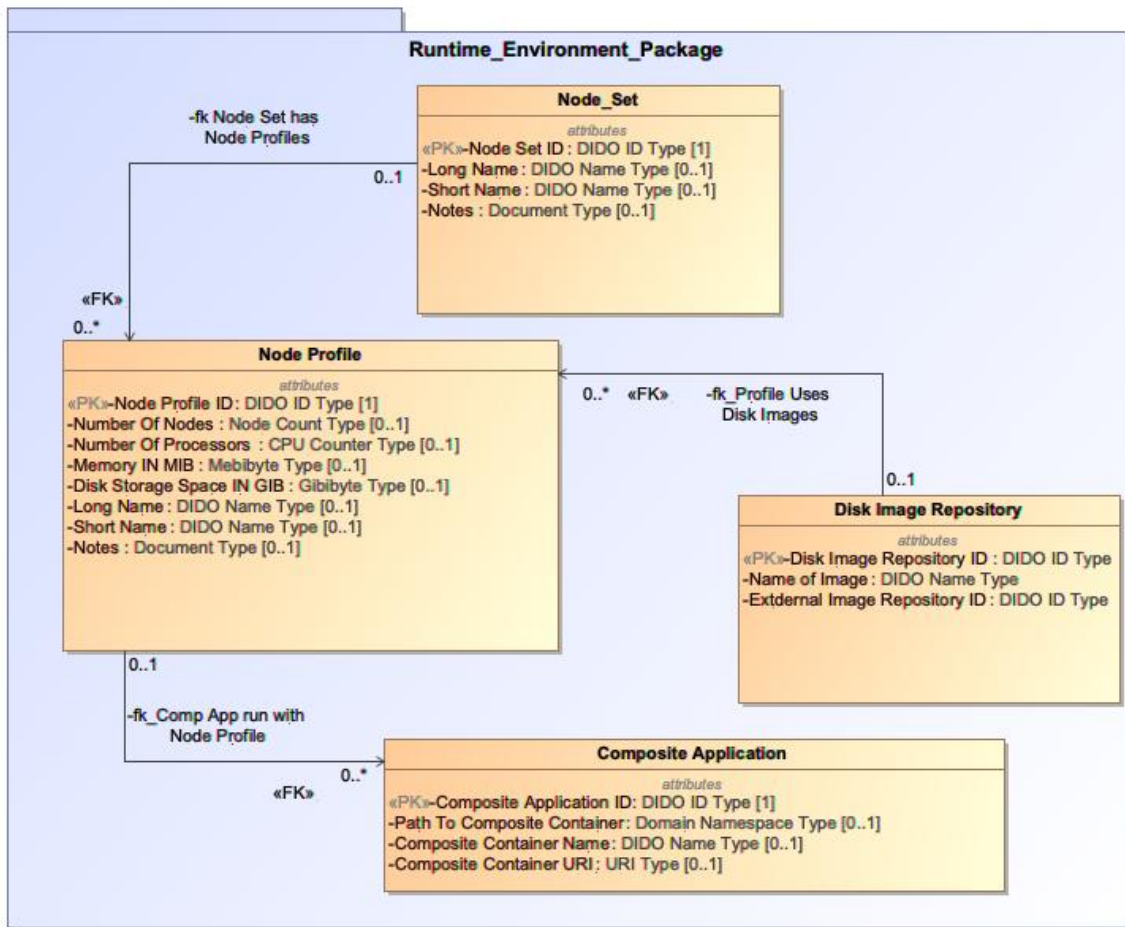 Runtime_Environment_Package
Node_Set
attributes
«PK»-Node Set ID : DIDO ID Type [1]
-Long Name : DIDO Name Type [0..1]
-Short Name : DIDO Name Type [0..1]
-Notes : Document Type [0..1]
-fk Node Set has
Node Profiles
0..1
«FK»
0..*
Node Profile
attributes
«PK»-Node Profile ID : DIDO ID Type [1]
-Number Of Nodes : Node Count Type [0..1]
-Number Of Processors : CPU Counter Type [0..1]
-Memory IN MIB : Mebibyte Type [0..1]
-Disk Storage Space IN GIB : Gibibyte Type [0..1]
-Long Name : DIDO Name Type [0..1]
-Short Name : DIDO Name Type [0..1]
-Notes : Document Type [0..1]
0..* «FK» -fk_Profile Uses
Disk Images
0..1
Disk Image Repository
attributes
«PK»-Disk Image Repository ID : DIDO ID Type
-Name of Image : DIDO Name Type
-Extdernal Image Repository ID : DIDO ID Type
0..1
-fk_Comp App run with
Node Profile
0..*
«FK»
Composite Application
attributes
«PK»-Composite Application ID: DIDO ID Type [1]
-Path To Composite Container: Domain Namespace Type [0..1]
-Composite Container Name: DIDO Name Type [0..1]
-Composite Container URI : URI Type [0..1]